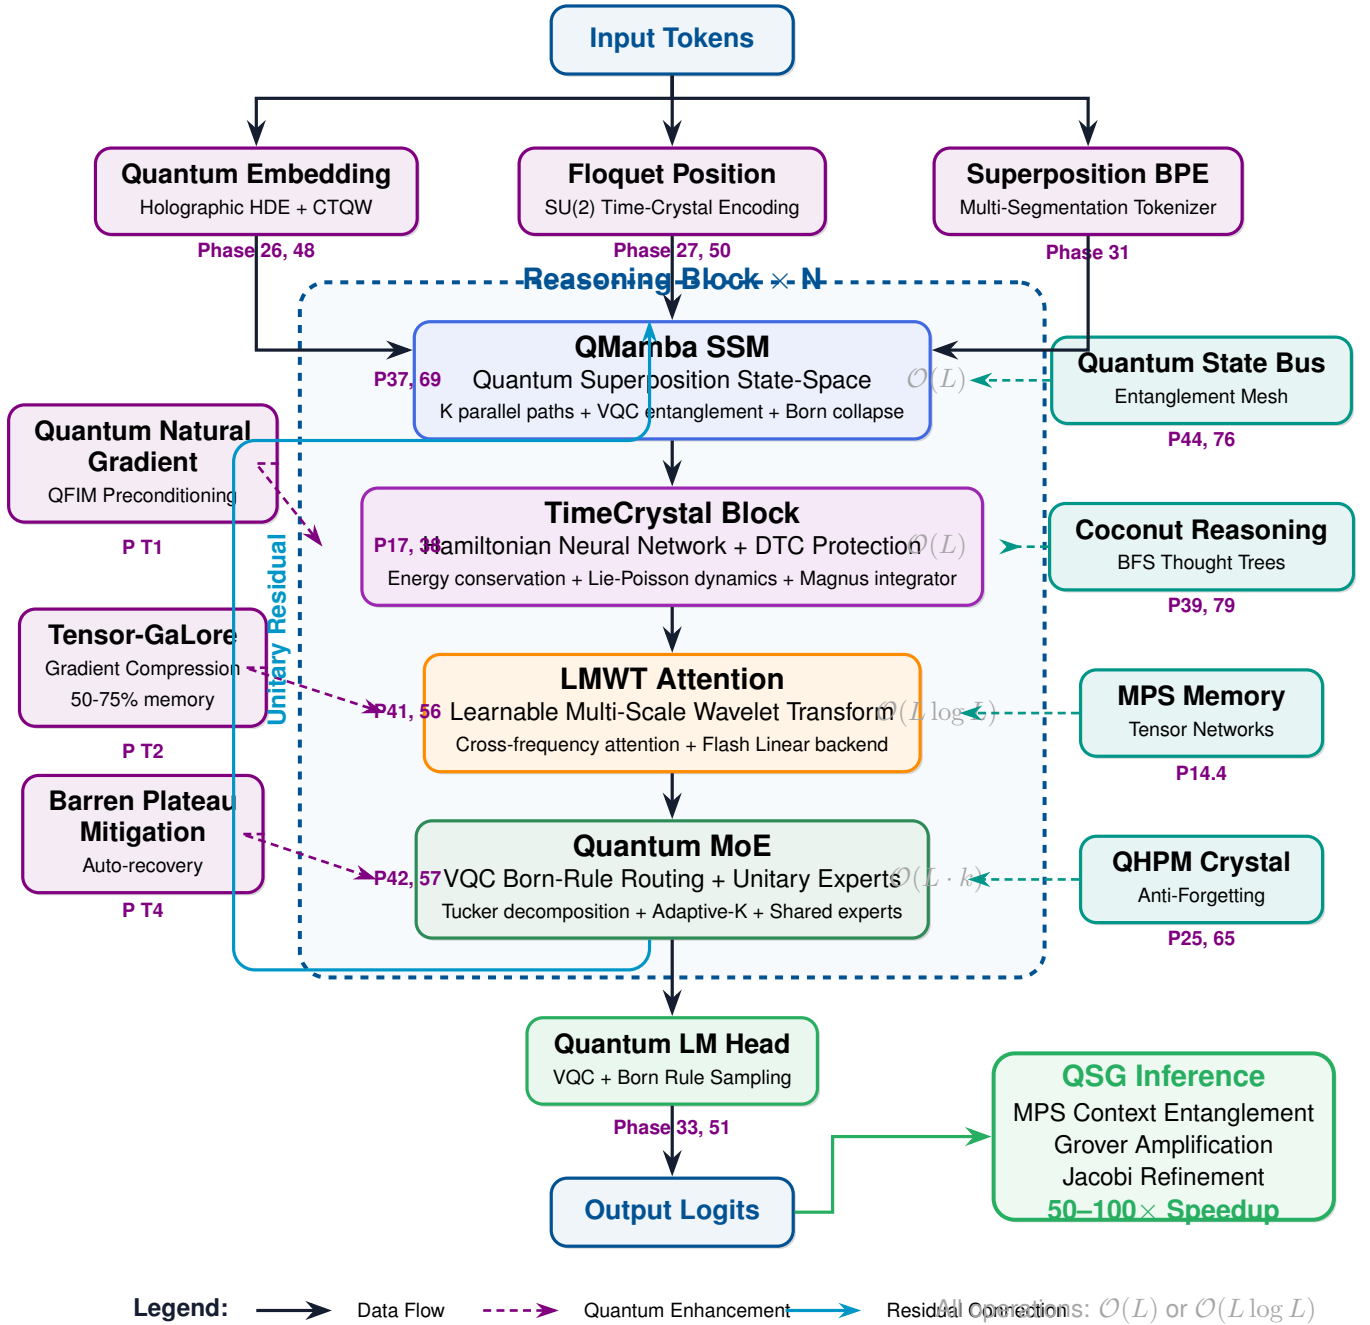 Input Tokens
Quantum Embedding
Holographic HDE + CTQW
Phase 26, 48
Floquet Position
SU(2) Time-Crystal Encoding
Phase 27, 50
Superposition BPE
Multi-Segmentation Tokenizer
Phase 31
Reasoning Block × N
QMamba SSM
P37, 69
Quantum Superposition State-Space
𝒪(L)
K parallel paths + VQC entanglement + Born collapse
Quantum State Bus
Entanglement Mesh
P44, 76
Quantum Natural
Gradient
QFIM Preconditioning
P T1
TimeCrystal Block
P17, 38
Hamiltonian Neural Network + DTC Protection
𝒪(L)
Energy conservation + Lie-Poisson dynamics + Magnus integrator
Coconut Reasoning
BFS Thought Trees
P39, 79
Unitary Residual
Tensor-GaLore
Gradient Compression
50-75% memory
P T2
LMWT Attention
P41, 56
Learnable Multi-Scale Wavelet Transform
𝒪(L log L)
Cross-frequency attention + Flash Linear backend
MPS Memory
Tensor Networks
P14.4
Barren Plateau
Mitigation
Auto-recovery
P T4
Quantum MoE
P42, 57
VQC Born-Rule Routing + Unitary Experts
𝒪(L · k)
Tucker decomposition + Adaptive-K + Shared experts
QHPM Crystal
Anti-Forgetting
P25, 65
Quantum LM Head
VQC + Born Rule Sampling
Phase 33, 51
Output Logits
QSG Inference
MPS Context Entanglement
Grover Amplification
Jacobi Refinement
50–100× Speedup
Legend:
Data Flow
Quantum Enhancement
Residual Connection
All operations: 𝒪(L) or 𝒪(L log L)